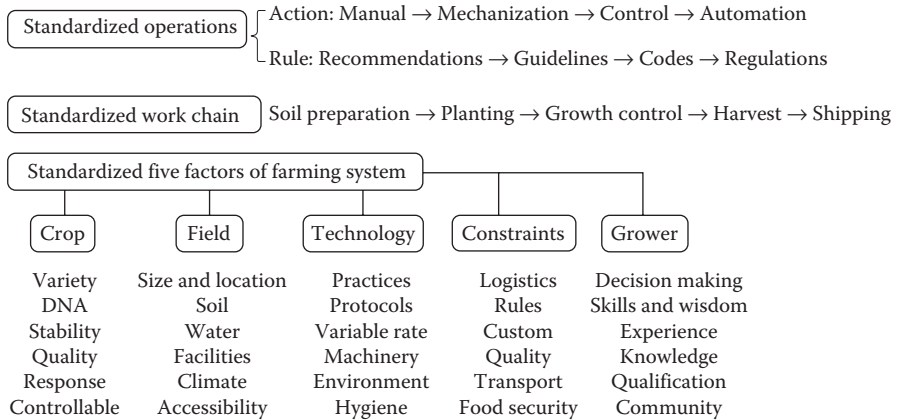 Standardized operations
Action: Manual → Mechanization → Control → Automation
Rule: Recommendations → Guidelines → Codes → Regulations
Standardized work chain
Soil preparation → Planting → Growth control → Harvest → Shipping
Standardized five factors of farming system
Crop Field Technology Constraints Grower
Variety Size and location Practices Logistics Decision making
DNA Soil Protocols Rules Skills and wisdom
Stability Water Variable rate Custom Experience
Quality Facilities Machinery Quality Knowledge
Response Climate Environment Transport Qualification
Controllable Accessibility Hygiene Food security Community